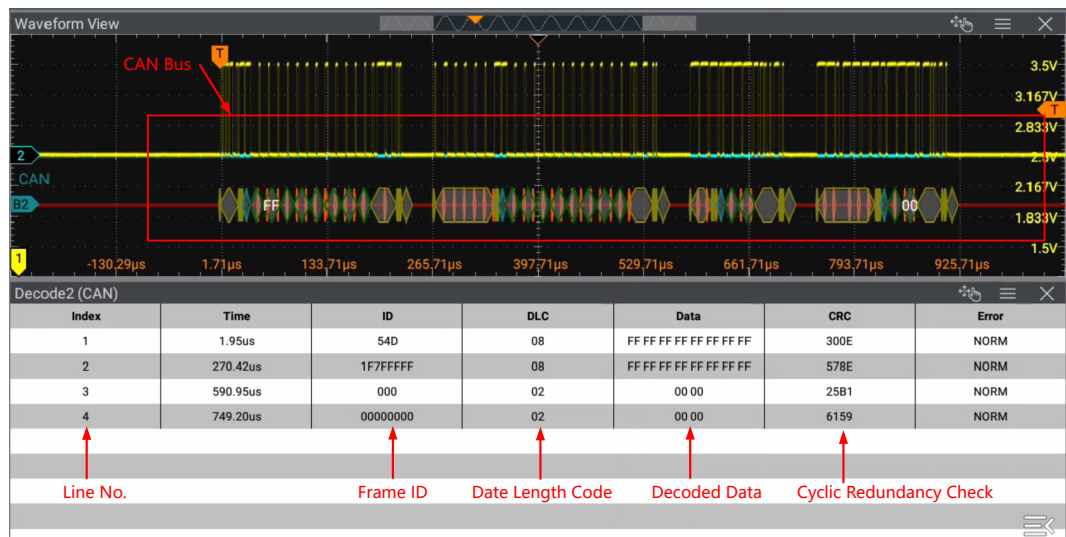 Waveform View
T
CAN Bus
3.5V
3.167V
T
2.833V
2
2.5V
CAN
2.167V
B2
FF
00
1.833V
1.5V
1
-130.29μs 1.71μs 133.71μs 265.71μs 397.71μs 529.71μs 661.71μs 793.71μs 925.71μs
Decode2 (CAN)
Index Time ID DLC Data CRC Error
1 1.95us 54D 08 FF FF FF FF FF FF FF FF 300E NORM
2 270.42us 1F7FFFFF 08 FF FF FF FF FF FF FF FF 578E NORM
3 590.95us 000 02 00 00 25B1 NORM
4 749.20us 00000000 02 00 00 6159 NORM
Line No. Frame ID Date Length Code Decoded Data Cyclic Redundancy Check